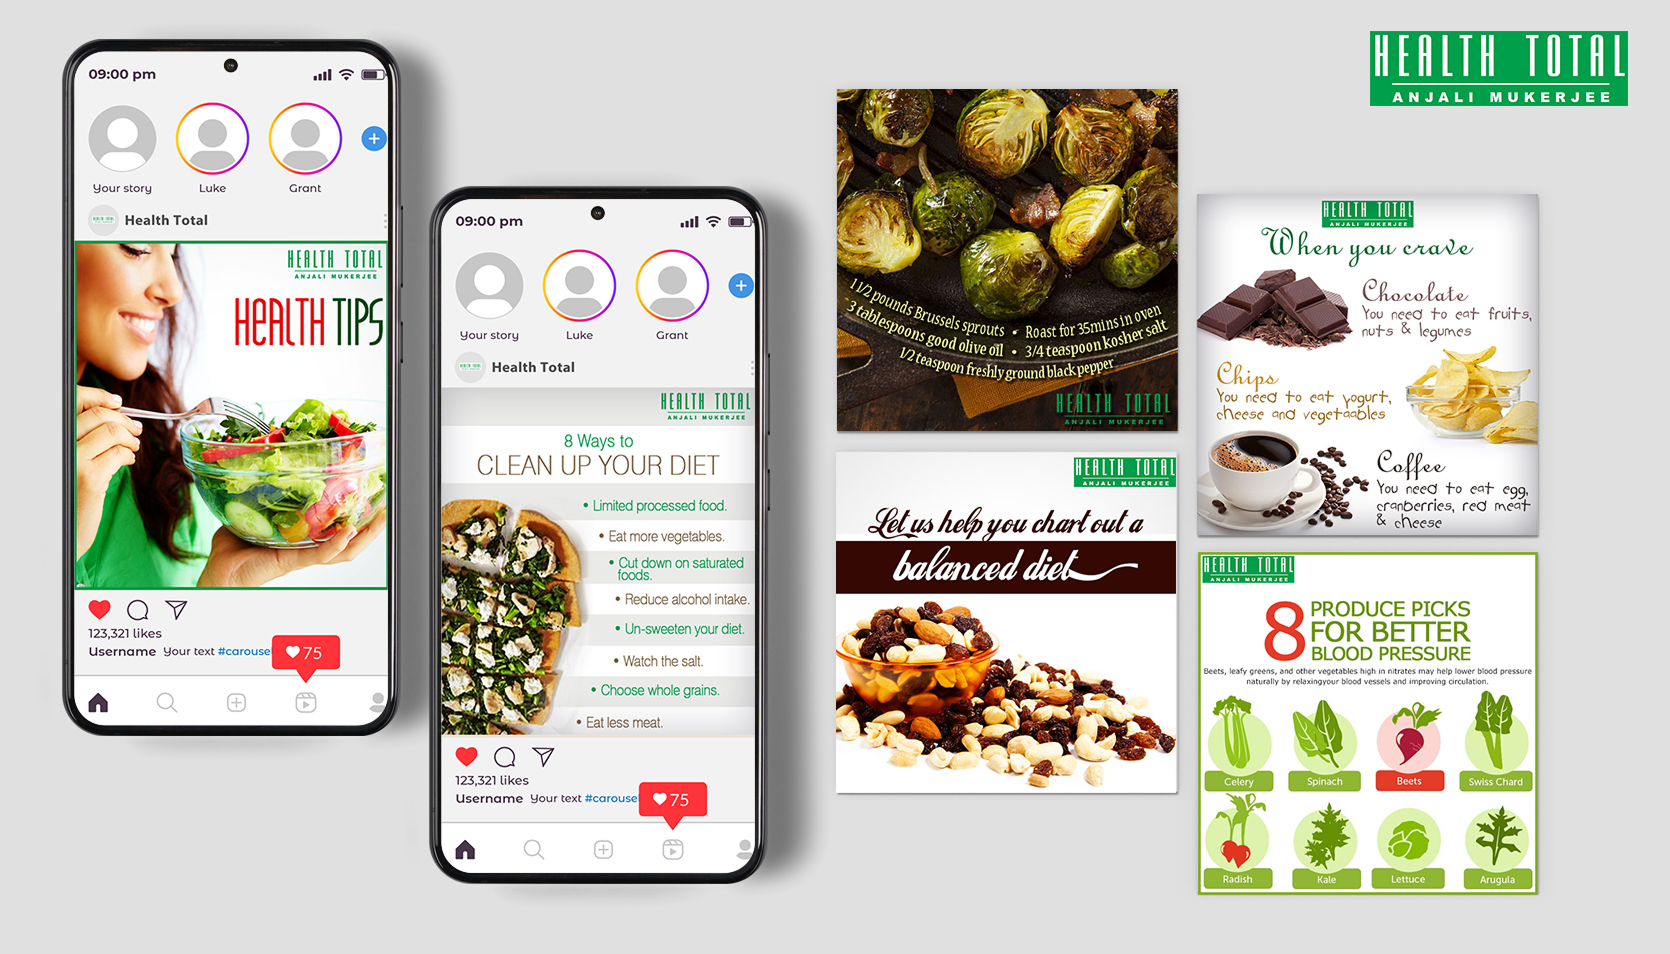 09:00 pm
Your story
Luke
Grant
Health Total
HEALTH TOTAL
ANJALI MUKERJEE
HEALTH TIPS
123,321 likes
Username Your text #carouse
75
09:00 pm
Your story
Luke
Grant
Health Total
HEALTH TOTAL
ANJALI MUKERJEE
8 Ways to
CLEAN UP YOUR DIET
• Limited processed food.
• Eat more vegetables.
• Cut down on saturated
foods.
• Reduce alcohol intake.
• Un-sweeten your diet.
• Watch the salt.
• Choose whole grains.
• Eat less meat.
123,321 likes
Username Your text #carouse
75
1 1/2 pounds Brussels sprouts • Roast for 35mins in oven
3 tablespoons good olive oil • 3/4 teaspoon kosher salt
1/2 teaspoon freshly ground black pepper
HEALTH TOTAL
ANJALI MUKERJEE
HEALTH TOTAL
ANJALI MUKERJEE
Let us help you chart out a
balanced diet
HEALTH TOTAL
ANJALI MUKERJEE
HEALTH TOTAL
ANJALI MUKERJEE
When you crave
Chocolate
You need to eat fruits,
nuts & legumes
Chips
You need to eat yogurt,
cheese and vegetaables
Coffee
You need to eat egg,
cranberries, red meat
& cheese
HEALTH TOTAL
ANJALI MUKERJEE
8 PRODUCE PICKS
FOR BETTER
BLOOD PRESSURE
Beets, leafy greens, and other vegetables high in nitrates may help lower blood pressure
naturally by relaxingyour blood vessels and improving circulation.
Celery
Spinach
Beets
Swiss Chard
Radish
Kale
Lettuce
Arugula